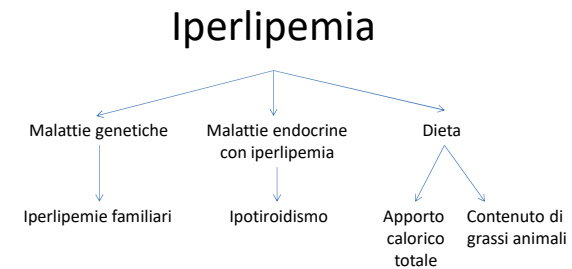 Iperlipemia
Malattie genetiche
Malattie endocrine
con iperlipemia
Dieta
Iperlipemie familiari
Ipotiroidismo
Apporto
calorico
totale
Contenuto di
grassi animali